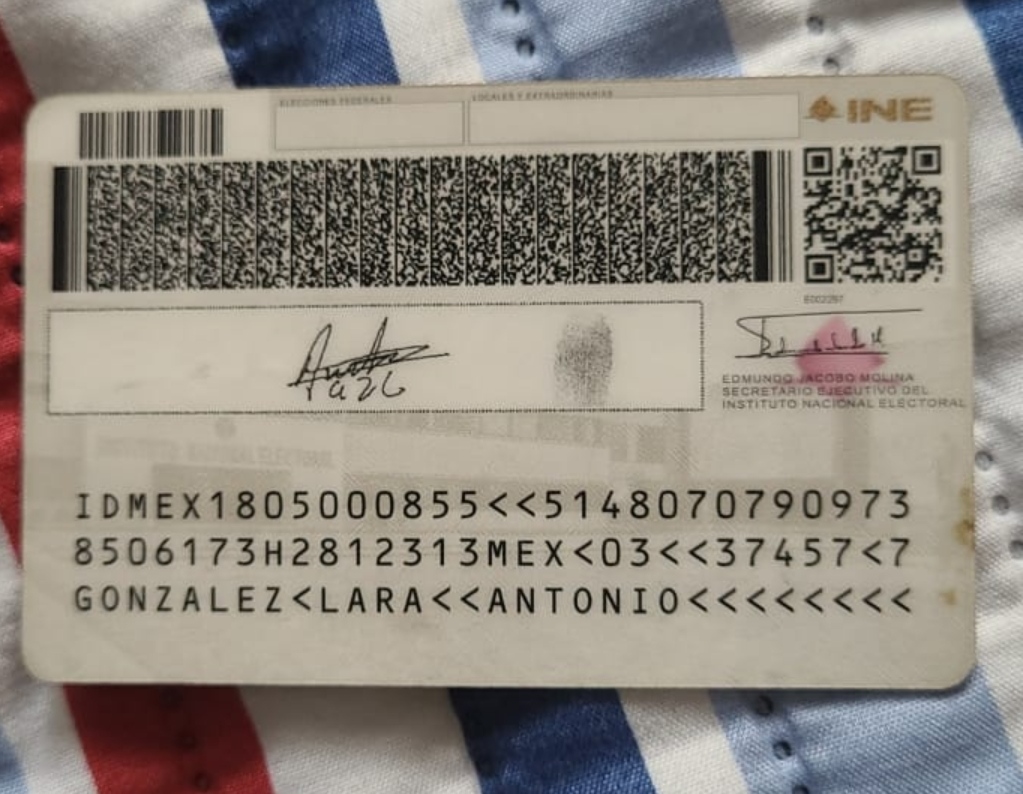 ELECCIONES FEDERALES
LOCALES Y EXTRAORDINARIAS
INE
E002297
EDMUNDO JACOBO MOLINA
SECRETARIO EJECUTIVO DEL
INSTITUTO NACIONAL ELECTORAL
IDMEX1805000855<<5148070790973
8506173H2812313MEX<03<<37457<7
GONZALEZ<LARA<<ANTONIO<<<<<<<<